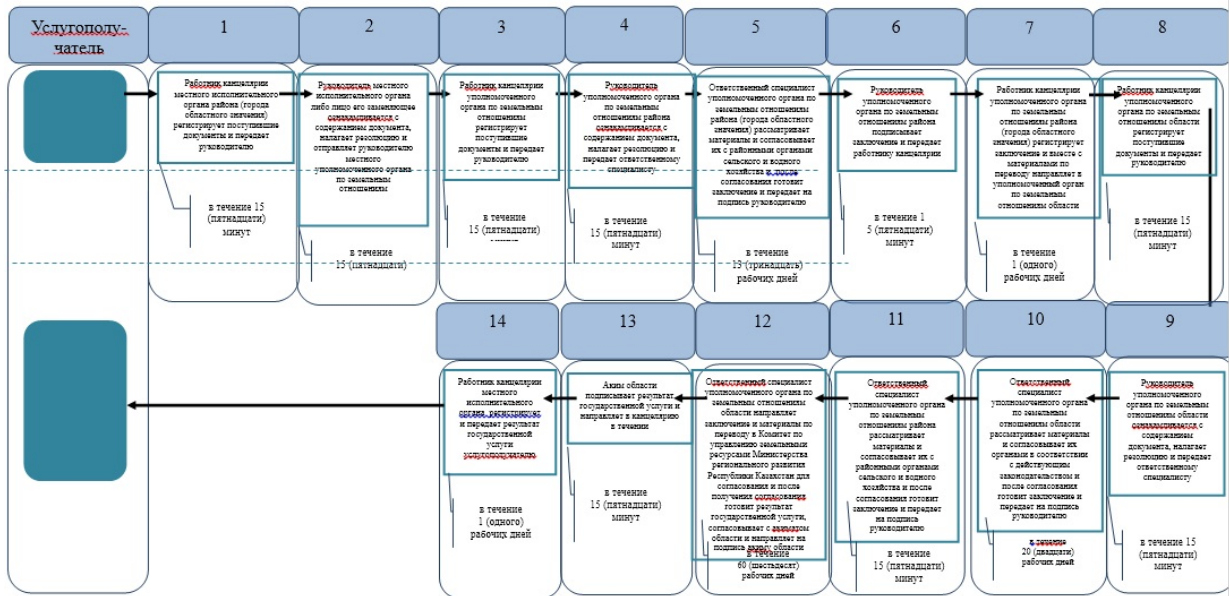 Услугополу-
чатель
1
2
3
4
5
6
7
8
Работник канцелярии
местного исполнительного
органа района (города
областного значения)
регистрирует поступившие
документы и передает
руководителю
в течение 15
(пятнадцати)
минут
Руководитель местного
исполнительного органа
либо лицо его заменяющее
ознакамливается с
содержанием документа,
налагает резолюцию и
отправляет руководителю
местного
уполномоченного органа
по земельным
отношениям
в течение
15 (пятнадцати)
Работник канцелярии
уполномоченного
органа по земельным
отношениям
регистрирует
поступившие
документы и передает
руководителю
в течение
15 (пятнадцати)
Руководитель
уполномоченного органа
по земельным
отношениям района
ознакамливается с
содержанием документа,
налагает резолюцию и
передает ответственному
специалисту
в течение
15 (пятнадцати)
минут
Ответственный специалист
уполномоченного органа по
земельным отношениям
района (города областного
значения) рассматривает
материалы и согласовывает
их с районными органами
сельского и водного
хозяйства и после
согласования готовит
заключение и передает на
подпись руководителю
в течение
13 (тринадцать)
рабочих дней
Руководитель
уполномоченного
органа по земельным
отношениям района
подписывает
заключение и передает
работнику канцелярии
в течение 1
5 (пятнадцати)
минут
Работник канцелярии
уполномоченного органа
по земельным
отношениям района
(города областного
значения) регистрирует
заключение и вместе с
материалами по
переводу направляет в
уполномоченный орган
по земельным
отношениям области
в течение
1 (одного)
рабочих дней
Работник канцелярии
уполномоченного
органа по земельным
отношениям области
регистрирует
поступившие
документы и передает
руководителю
в течение 15
(пятнадцати)
минут
14
13
12
11
10
9
Работник канцелярии
местного
исполнительного
органа, регистрирует
и передает результат
государственной
услуги
услугополучателю
в течение
1 (одного)
рабочих дней
Аким области
подписывает результат
государственной услуги и
направляет в канцелярию
в течении
в течение
15 (пятнадцати)
минут
Ответственный специалист
уполномоченного органа по
земельным отношениям
области направляет
заключение и материалы по
переводу в Комитет по
управлению земельными
ресурсами Министерства
регионального развития
Республики Казахстан для
согласования и после
получения согласования
готовит результат
государственной услуги,
согласовывает с акиматом
области и направляет на
подпись акиму области
в течение
60 (шестьдесят)
рабочих дней
Ответственный
специалист
уполномоченного органа
по земельным
отношениям района
рассматривает
материалы и
согласовывает их с
районными органами
сельского и водного
хозяйства и после
согласования готовит
заключение и передает
на подпись
руководителю
в течение
15 (пятнадцати)
минут
Ответственный
специалист
уполномоченного органа
по земельным
отношениям области
рассматривает материалы
и согласовывает их
органами в соответствии
с действующим
законодательством и
после согласования
готовит заключение и
передает на подпись
руководителю
в течение
20 (двадцати)
рабочих дней
Руководитель
уполномоченного
органа по земельным
отношениям области
ознакамливается с
содержанием
документа, налагает
резолюцию и передает
ответственному
специалисту
в течение 15
(пятнадцати)
минут